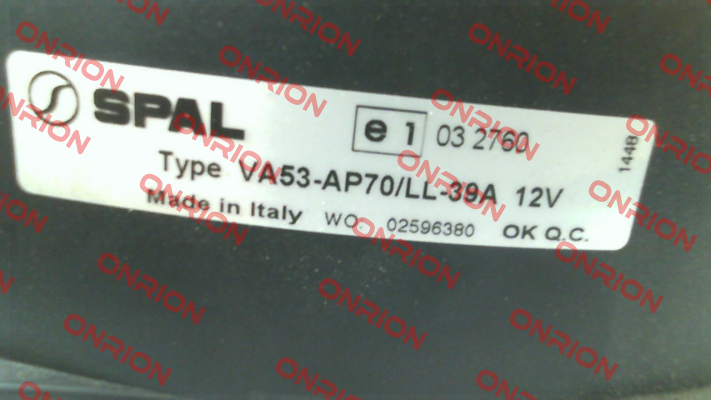 SPAL e 1 03 2760
1448
Type VA53-AP70/LL-39A 12V
Made in Italy WO. 02596380 OK Q.C.
ONRION